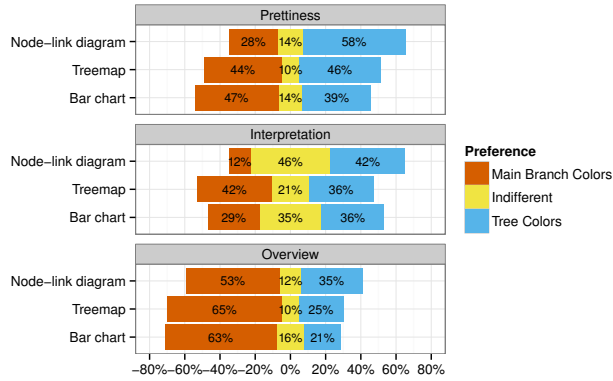 Prettiness
Node−link diagram 28% 14% 58%
Treemap 44% 10% 46%
Bar chart 47% 14% 39%
Interpretation
Node−link diagram 12% 46% 42%
Treemap 42% 21% 36%
Bar chart 29% 35% 36%
Overview
Node−link diagram 53% 12% 35%
Treemap 65% 10% 25%
Bar chart 63% 16% 21%
−80% −60% −40% −20% 0% 20% 40% 60% 80%
Preference
Main Branch Colors
Indifferent
Tree Colors